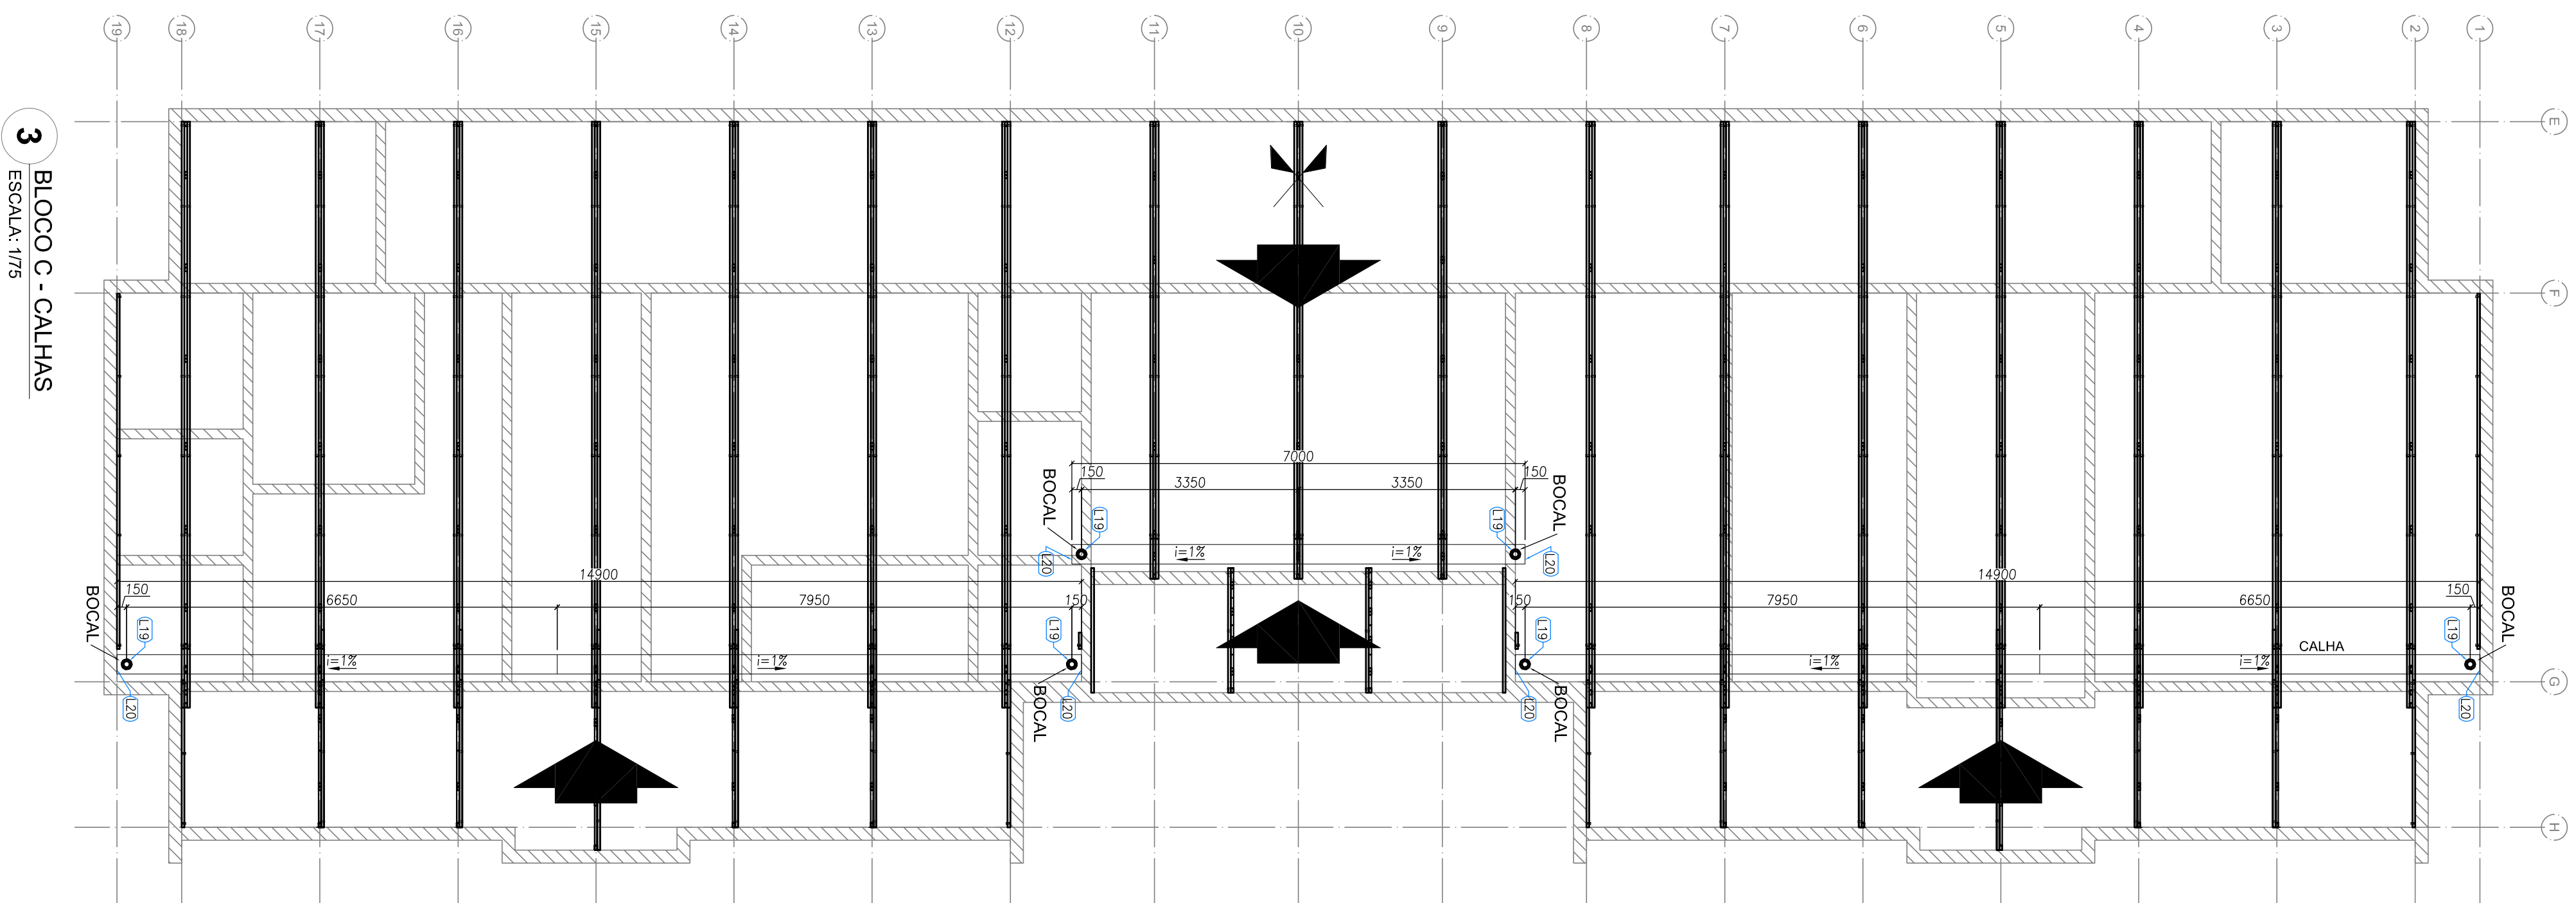 19
18
17
16
15
14
13
12
11
10
9
8
7
6
5
4
3
2
1
E
F
G
H
3
BLOCO C - CALHAS
ESCALA: 1/75
7000
150
3350
3350
150
BOCAL
BOCAL
L19
L19
L20
L20
i=1%
i=1%
14900
14900
BOCAL
150
6650
7950
150
150
7950
6650
150
BOCAL
L19
L19
L19
L19
CALHA
i=1%
i=1%
i=1%
i=1%
L20
BOCAL
L20
L20
BOCAL
L20